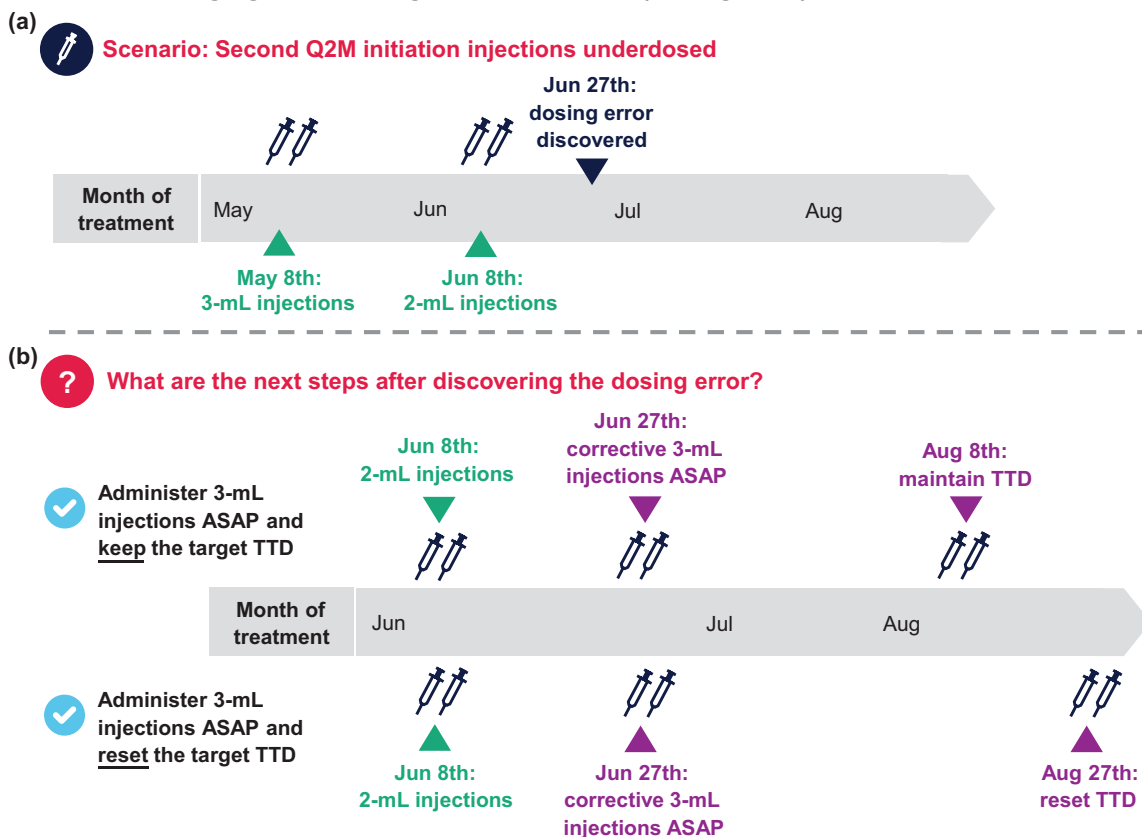 (a)
Scenario: Second Q2M initiation injections underdosed
Jun 27th:
dosing error
discovered
Month of
treatment
May
Jun
Jul
Aug
May 8th:
3-mL injections
Jun 8th:
2-mL injections
(b)
?
What are the next steps after discovering the dosing error?
Jun 8th:
2-mL injections
Jun 27th:
corrective 3-mL
injections ASAP
Aug 8th:
maintain TTD
Administer 3-mL
injections ASAP and
keep the target TTD
Month of
treatment
Jun
Jul
Aug
Administer 3-mL
injections ASAP and
reset the target TTD
Jun 8th:
2-mL injections
Jun 27th:
corrective 3-mL
injections ASAP
Aug 27th:
reset TTD